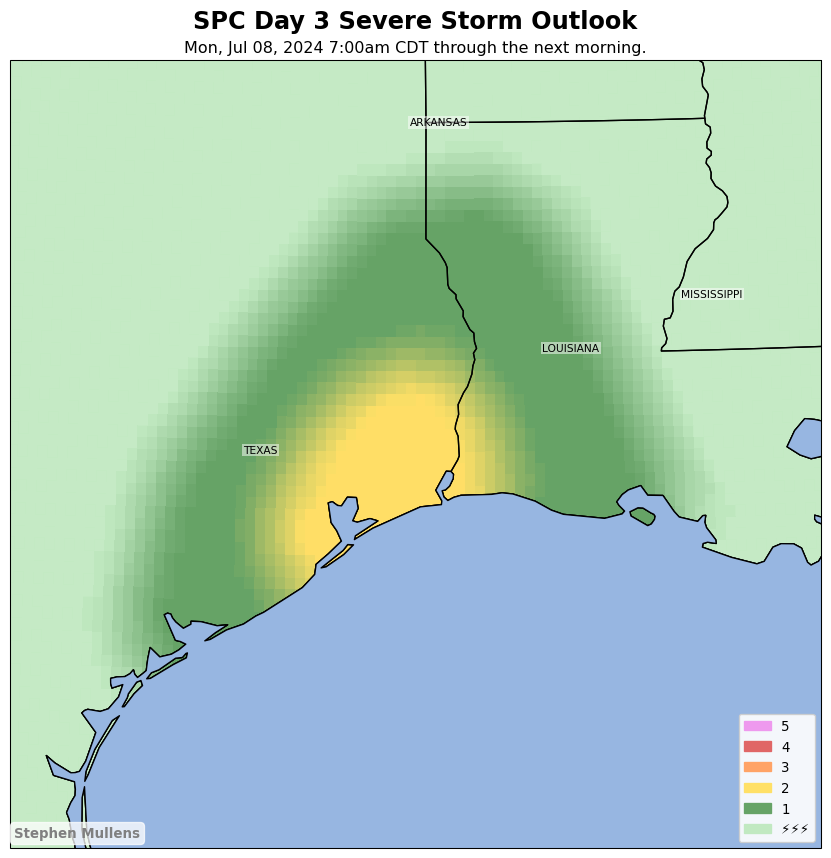 SPC Day 3 Severe Storm Outlook
Mon, Jul 08, 2024 7:00am CDT through the next morning.
ARKANSAS
MISSISSIPPI
LOUISIANA
TEXAS
5
4
3
2
1
⚡⚡⚡
Stephen Mullens